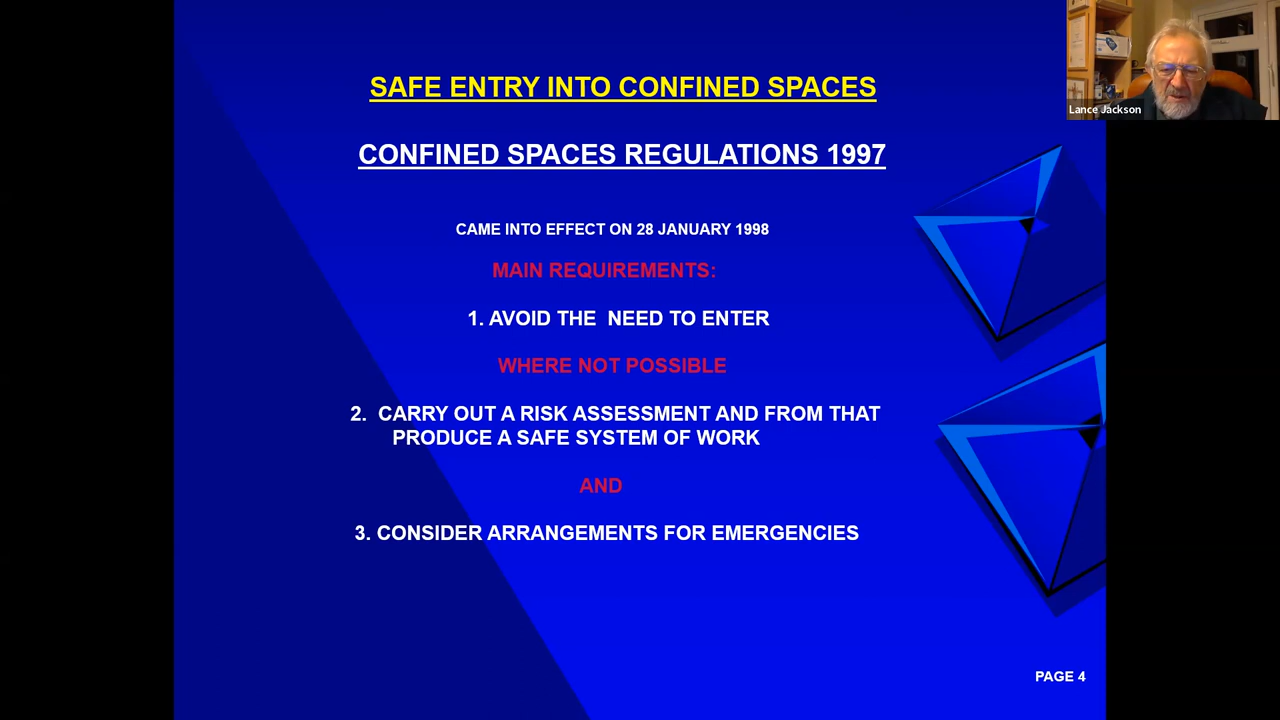 SAFE ENTRY INTO CONFINED SPACES
Lance Jackson
CONFINED SPACES REGULATIONS 1997
CAME INTO EFFECT ON 28 JANUARY 1998
MAIN REQUIREMENTS:
1. AVOID THE  NEED TO ENTER
WHERE NOT POSSIBLE
2.  CARRY OUT A RISK ASSESSMENT AND FROM THAT
PRODUCE A SAFE SYSTEM OF WORK
AND
3. CONSIDER ARRANGEMENTS FOR EMERGENCIES
PAGE 4